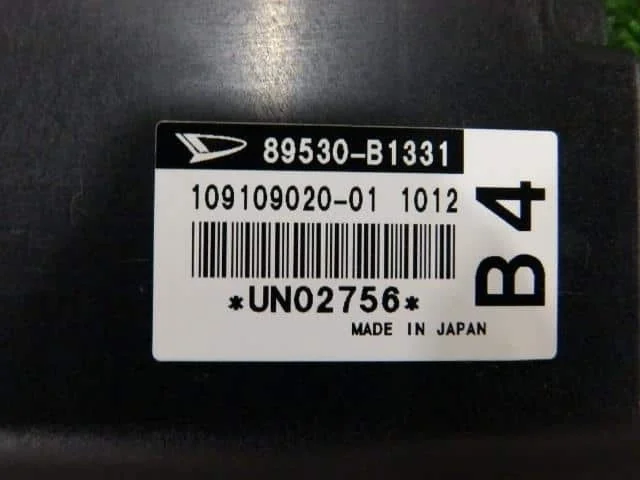 89530-B1331
109109020-01 1012
*UN02756*
MADE IN JAPAN
B4